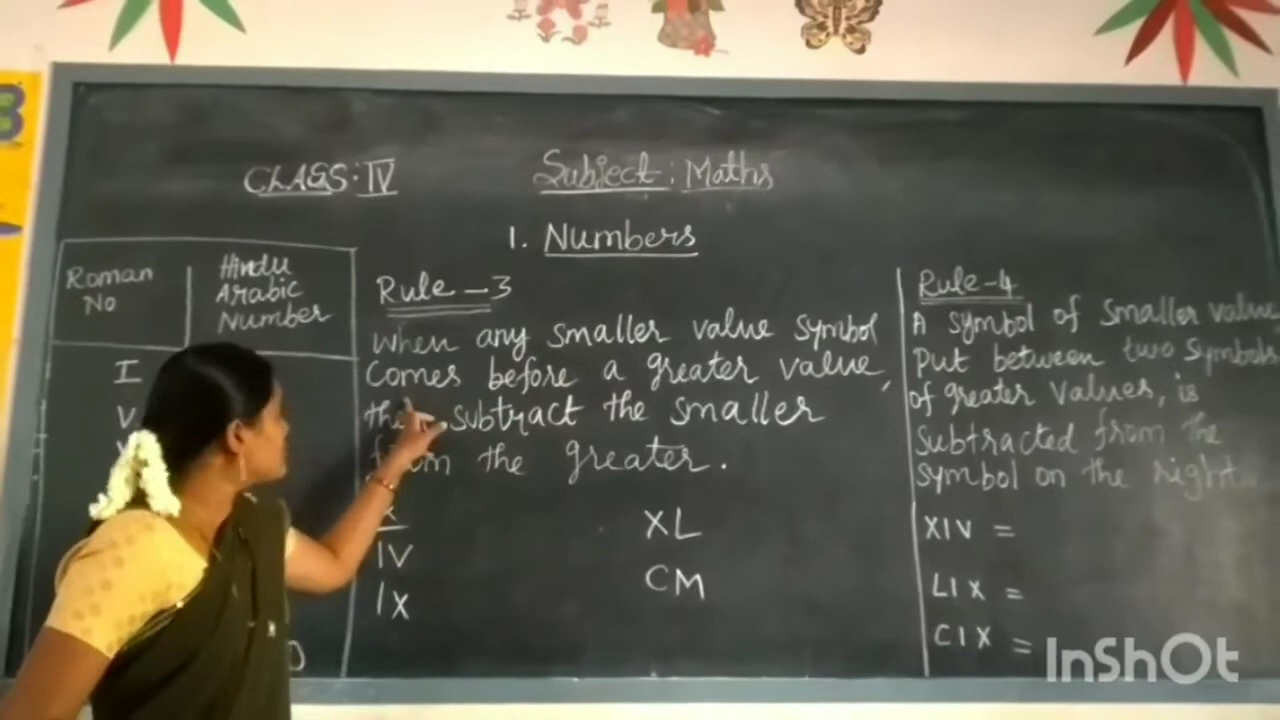 CLASS: IV
Subject: Maths
1. Numbers
Roman No
Hindu Arabic Number
I
V
Rule-3
When any smaller value symbol
Comes before a greater value,
subtract the smaller
from the greater.
X
IV
IX
XL
CM
Rule-4
A symbol of smaller value
Put between two symbols
of greater values, is
subtracted from the
symbol on the right
XIV =
LIX =
CIX =
InShOt